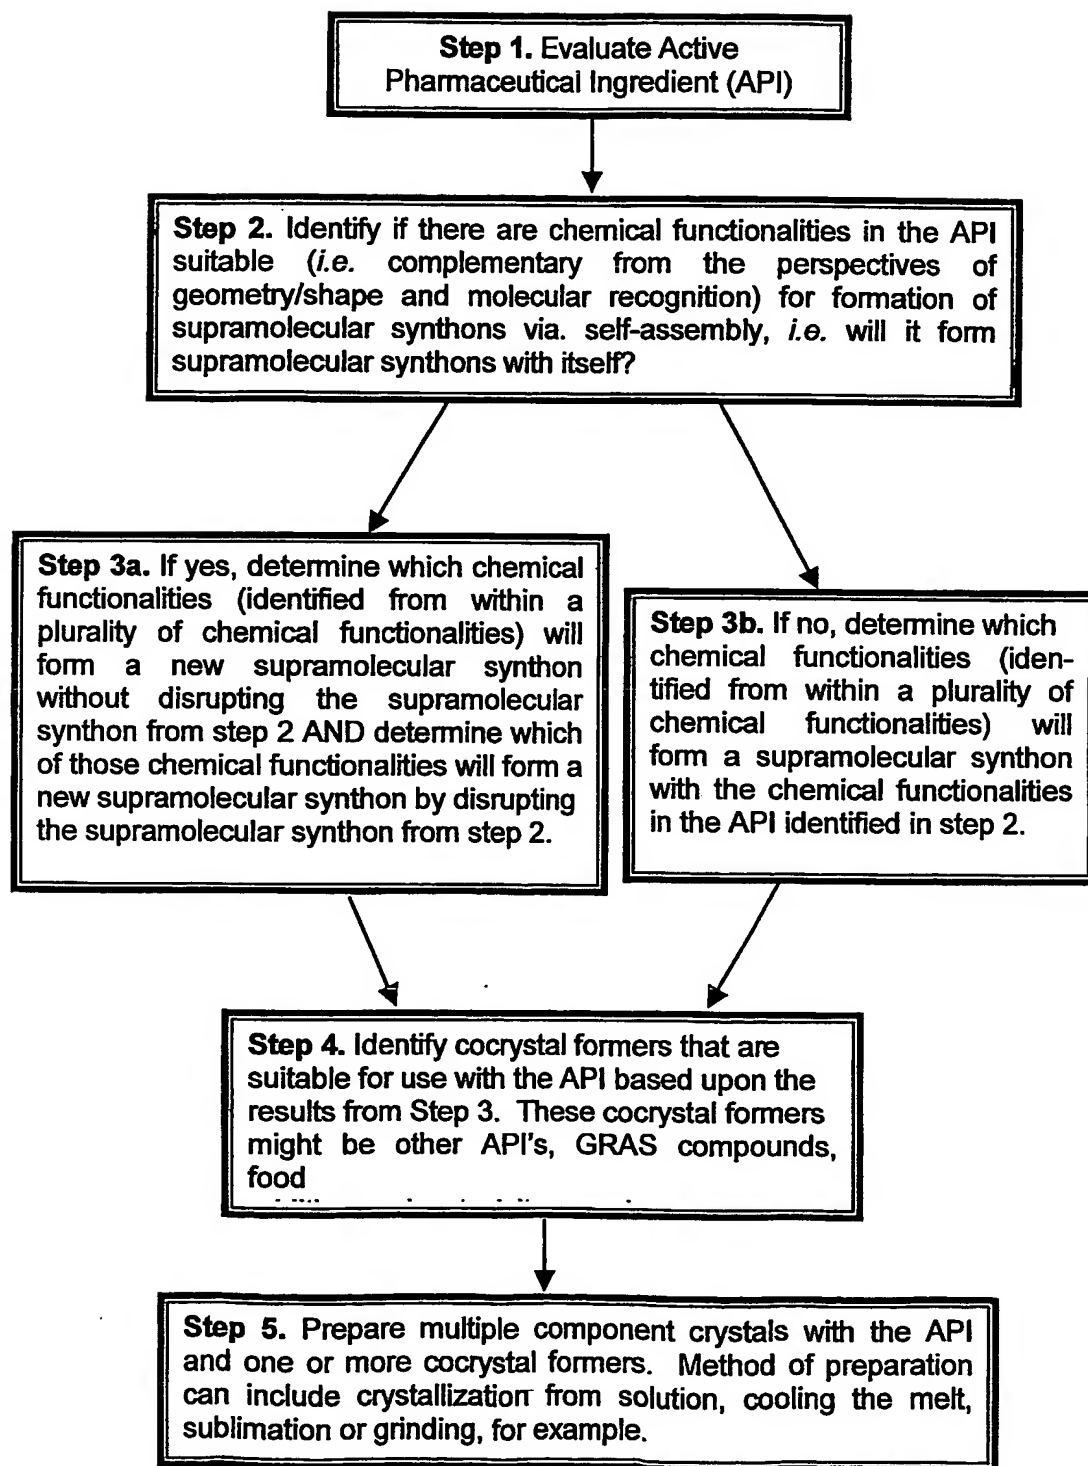 Step 1. Evaluate Active
Pharmaceutical Ingredient (API)
Step 2. Identify if there are chemical functionalities in the API
suitable (i.e. complementary from the perspectives of
geometry/shape and molecular recognition) for formation of
supramolecular synthons via. self-assembly, i.e. will it form
supramolecular synthons with itself?
Step 3a. If yes, determine which chemical
functionalities (identified from within a
plurality of chemical functionalities) will
form a new supramolecular synthon
without disrupting the supramolecular
synthon from step 2 AND determine which
of those chemical functionalities will form a
new supramolecular synthon by disrupting
the supramolecular synthon from step 2.
Step 3b. If no, determine which
chemical functionalities (iden-
tified from within a plurality of
chemical functionalities) will
form a supramolecular synthon
with the chemical functionalities
in the API identified in step 2.
Step 4. Identify cocrystal formers that are
suitable for use with the API based upon the
results from Step 3. These cocrystal formers
might be other API's, GRAS compounds,
food
Step 5. Prepare multiple component crystals with the API
and one or more cocrystal formers. Method of preparation
can include crystallization from solution, cooling the melt,
sublimation or grinding, for example.